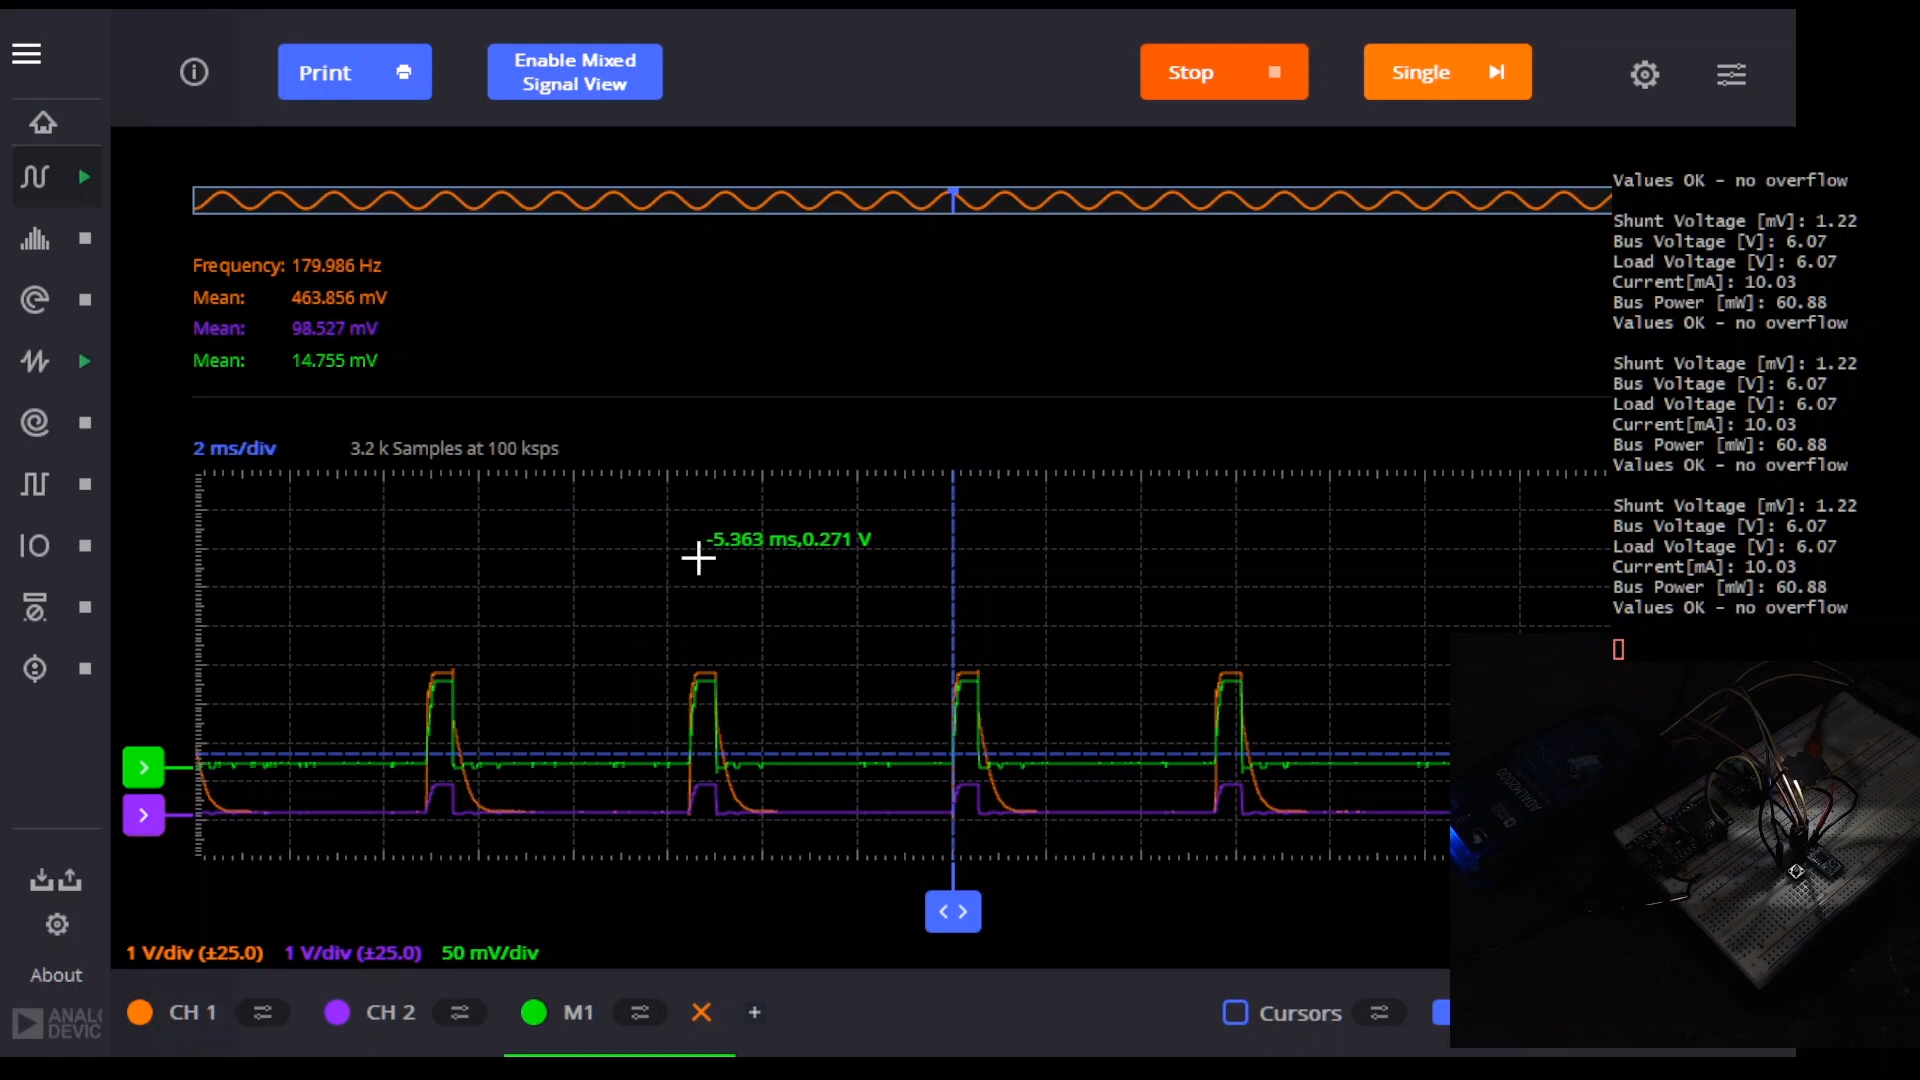 Print
Enable Mixed
Signal View
Stop
Single
Frequency: 179.986 Hz
Mean: 463.856 mV
Mean: 98.527 mV
Mean: 14.755 mV
2 ms/div 3.2 k Samples at 100 ksps
-5.363 ms,0.271 V
1 V/div (±25.0) 1 V/div (±25.0) 50 mV/div
CH 1 CH 2 M1 + Cursors
About
ANALO
DEVIC
Values OK - no overflow
Shunt Voltage [mV]: 1.22
Bus Voltage [V]: 6.07
Load Voltage [V]: 6.07
Current[mA]: 10.03
Bus Power [mW]: 60.88
Values OK - no overflow
Shunt Voltage [mV]: 1.22
Bus Voltage [V]: 6.07
Load Voltage [V]: 6.07
Current[mA]: 10.03
Bus Power [mW]: 60.88
Values OK - no overflow
Shunt Voltage [mV]: 1.22
Bus Voltage [V]: 6.07
Load Voltage [V]: 6.07
Current[mA]: 10.03
Bus Power [mW]: 60.88
Values OK - no overflow
ADALM2000